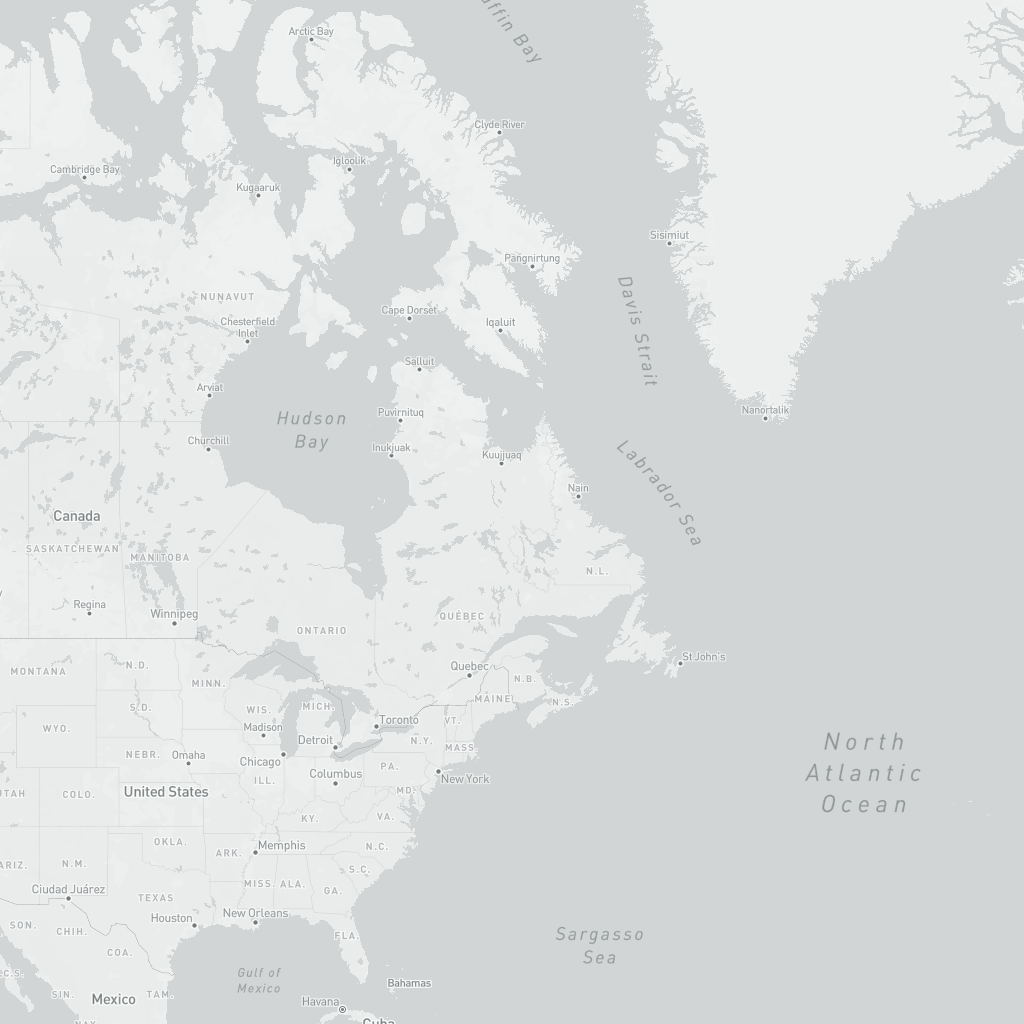 Baffin Bay
Arctic Bay
Clyde River
Igloolik
Cambridge Bay
Kugaaruk
Sisimiut
Pangnirtung
NUNAVUT
Davis Strait
Cape Dorset
Chesterfield
Inlet
Iqaluit
Salluit
Arviat
Puvirnituq
Nanortalik
Hudson
Bay
Churchill
Inukjuak
Kuujjuaq
Labrador Sea
Nain
Canada
SASKATCHEWAN
MANITOBA
N.L.
Regina
Winnipeg
QUÉBEC
ONTARIO
St John's
MONTANA
N.D.
Quebec
MINN.
N.B.
MAINE
N.S.
S.D.
WIS.
MICH.
VT.
Toronto
WYO.
Madison
Detroit
N.Y.
MASS.
North
Atlantic
Ocean
NEBR.
Omaha
Chicago
PA.
Columbus
New York
ILL.
UTAH
COLO.
United States
MD.
KY.
VA.
OKLA.
ARK.
Memphis
N.C.
ARIZ.
N.M.
S.C.
Ciudad Juárez
MISS.
ALA.
GA.
TEXAS
Houston
New Orleans
SON.
CHIH.
FLA.
Sargasso
Sea
COA.
Gulf of
Mexico
Bahamas
C.S.
SIN.
Mexico
TAM.
Havana
NAY.
Cuba